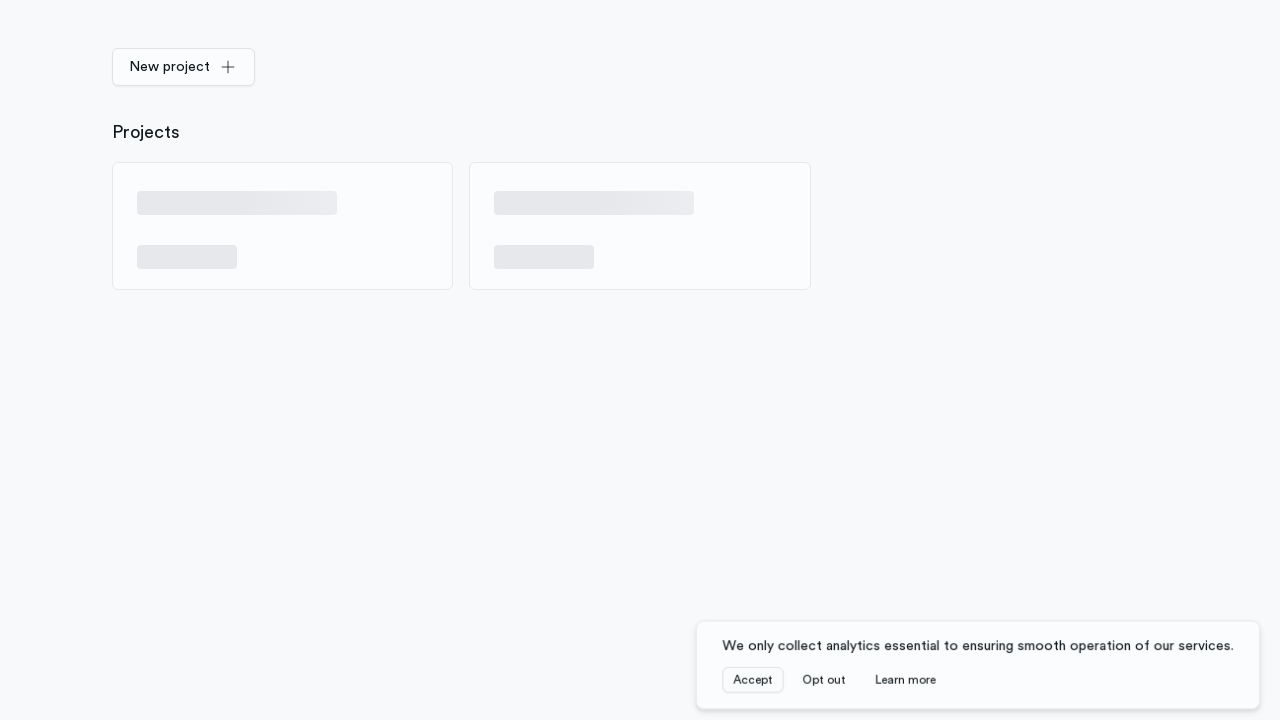 New project
Projects
We only collect analytics essential to ensuring smooth operation of our services.
Accept Opt out Learn more